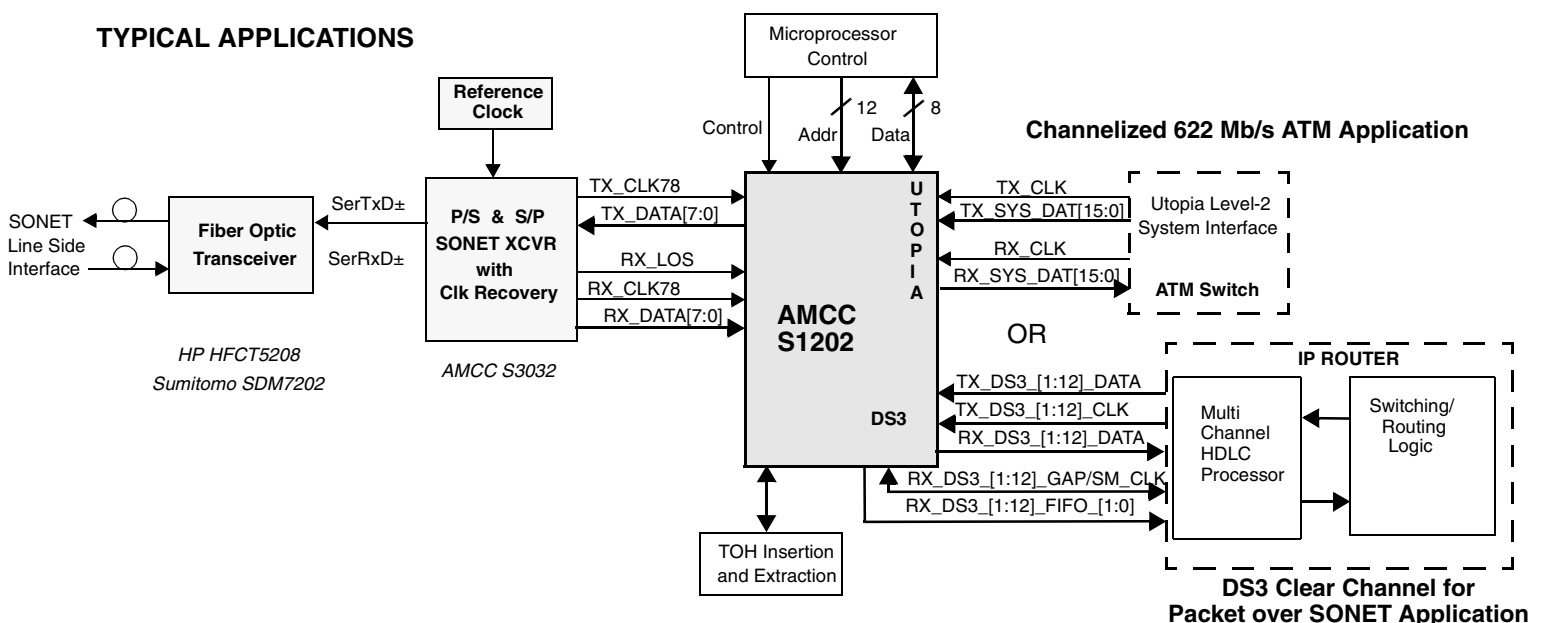 TYPICAL APPLICATIONS
Microprocessor
Control
Reference
Clock
Control
Addr
12
Data
8
Channelized 622 Mb/s ATM Application
SONET
Line Side
Interface
Fiber Optic
Transceiver
HP HFCT5208
Sumitomo SDM7202
SerTxD±
SerRxD±
P/S & S/P
SONET XCVR
with
Clk Recovery
AMCC S3032
TX_CLK78
TX_DATA[7:0]
RX_LOS
RX_CLK78
RX_DATA[7:0]
UTOPIA
AMCC
S1202
DS3
TX_CLK
TX_SYS_DAT[15:0]
RX_CLK
RX_SYS_DAT[15:0]
Utopia Level-2
System Interface
ATM Switch
OR
IP ROUTER
TX_DS3_[1:12]_DATA
TX_DS3_[1:12]_CLK
RX_DS3_[1:12]_DATA
RX_DS3_[1:12]_GAP/SM_CLK
RX_DS3_[1:12]_FIFO_[1:0]
Multi
Channel
HDLC
Processor
Switching/
Routing
Logic
TOH Insertion
and Extraction
DS3 Clear Channel for
Packet over SONET Application